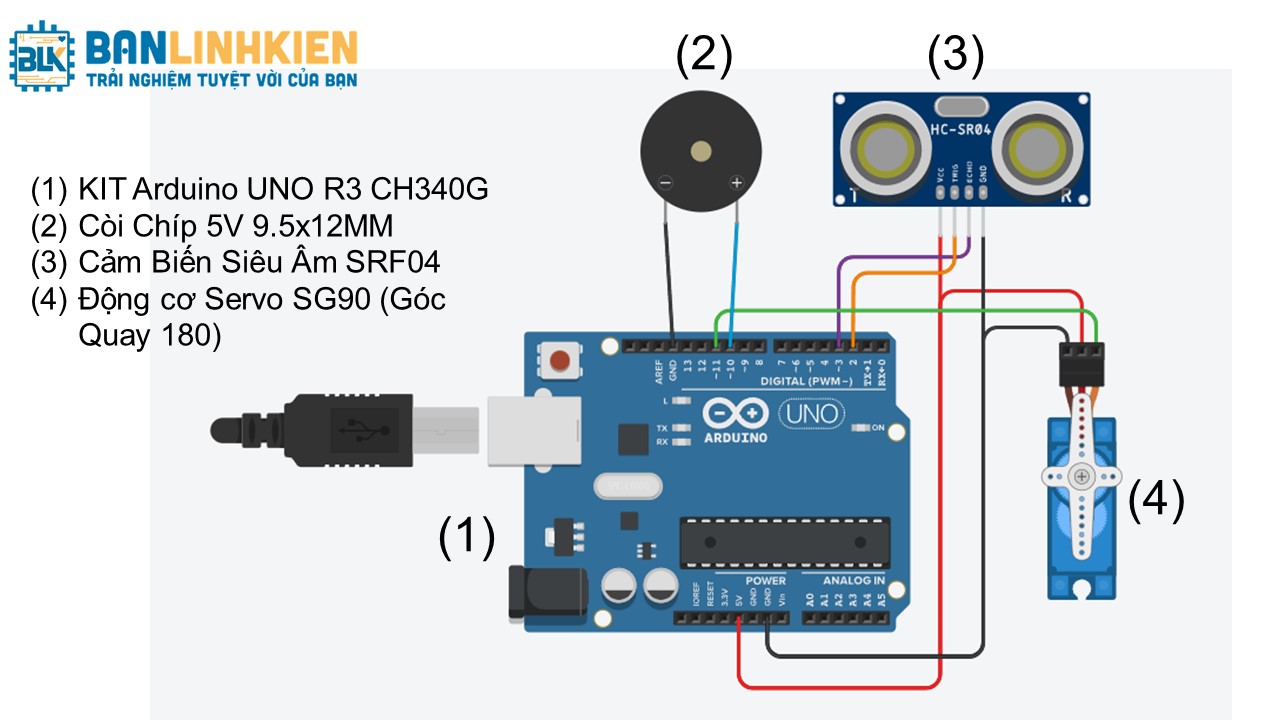 BANLINHKIEN
BLK
TRẢI NGHIỆM TUYỆT VỜI CỦA BẠN
(2)
(3)
HC-SR04
VCC
TRIG
ECHO
GND
T
R
(1) KIT Arduino UNO R3 CH340G
(2) Còi Chíp 5V 9.5x12MM
(3) Cảm Biến Siêu Âm SRF04
(4) Động cơ Servo SG90 (Góc
Quay 180)
AREF
GND
13
12
~11
~10
~9
8
7
~6
~5
4
~3
2
TX→1
RX←0
DIGITAL (PWM~)
L
TX
RX
ARDUINO
UNO
ON
(1)
(4)
POWER
ANALOG IN
IOREF
RESET
3.3V
5V
GND
GND
Vin
A0
A1
A2
A3
A4
A5